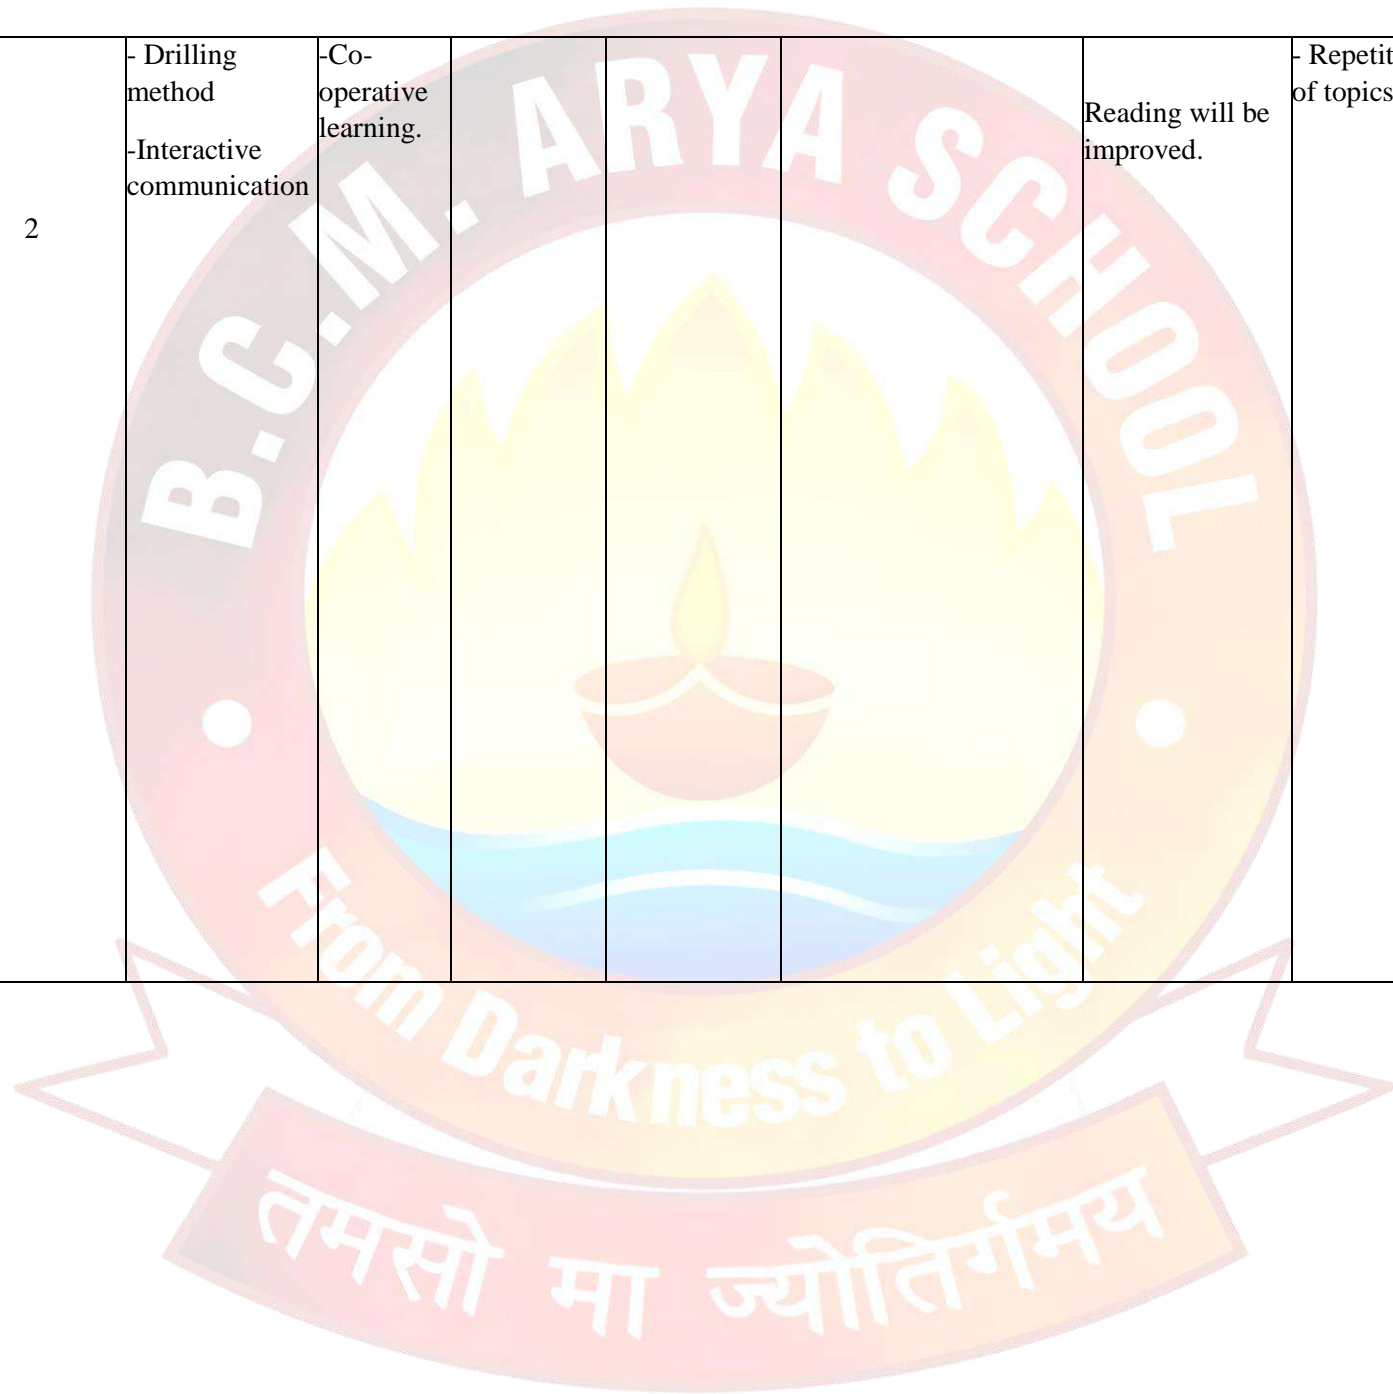 2
- Drilling
method
-Interactive
communication
-Co-
operative
learning.
Reading will be
improved.
- Repetit
of topics
B.C.M. ARYA SCHOOL
From Darkness to Light
तमसो मा ज्योतिर्गमय